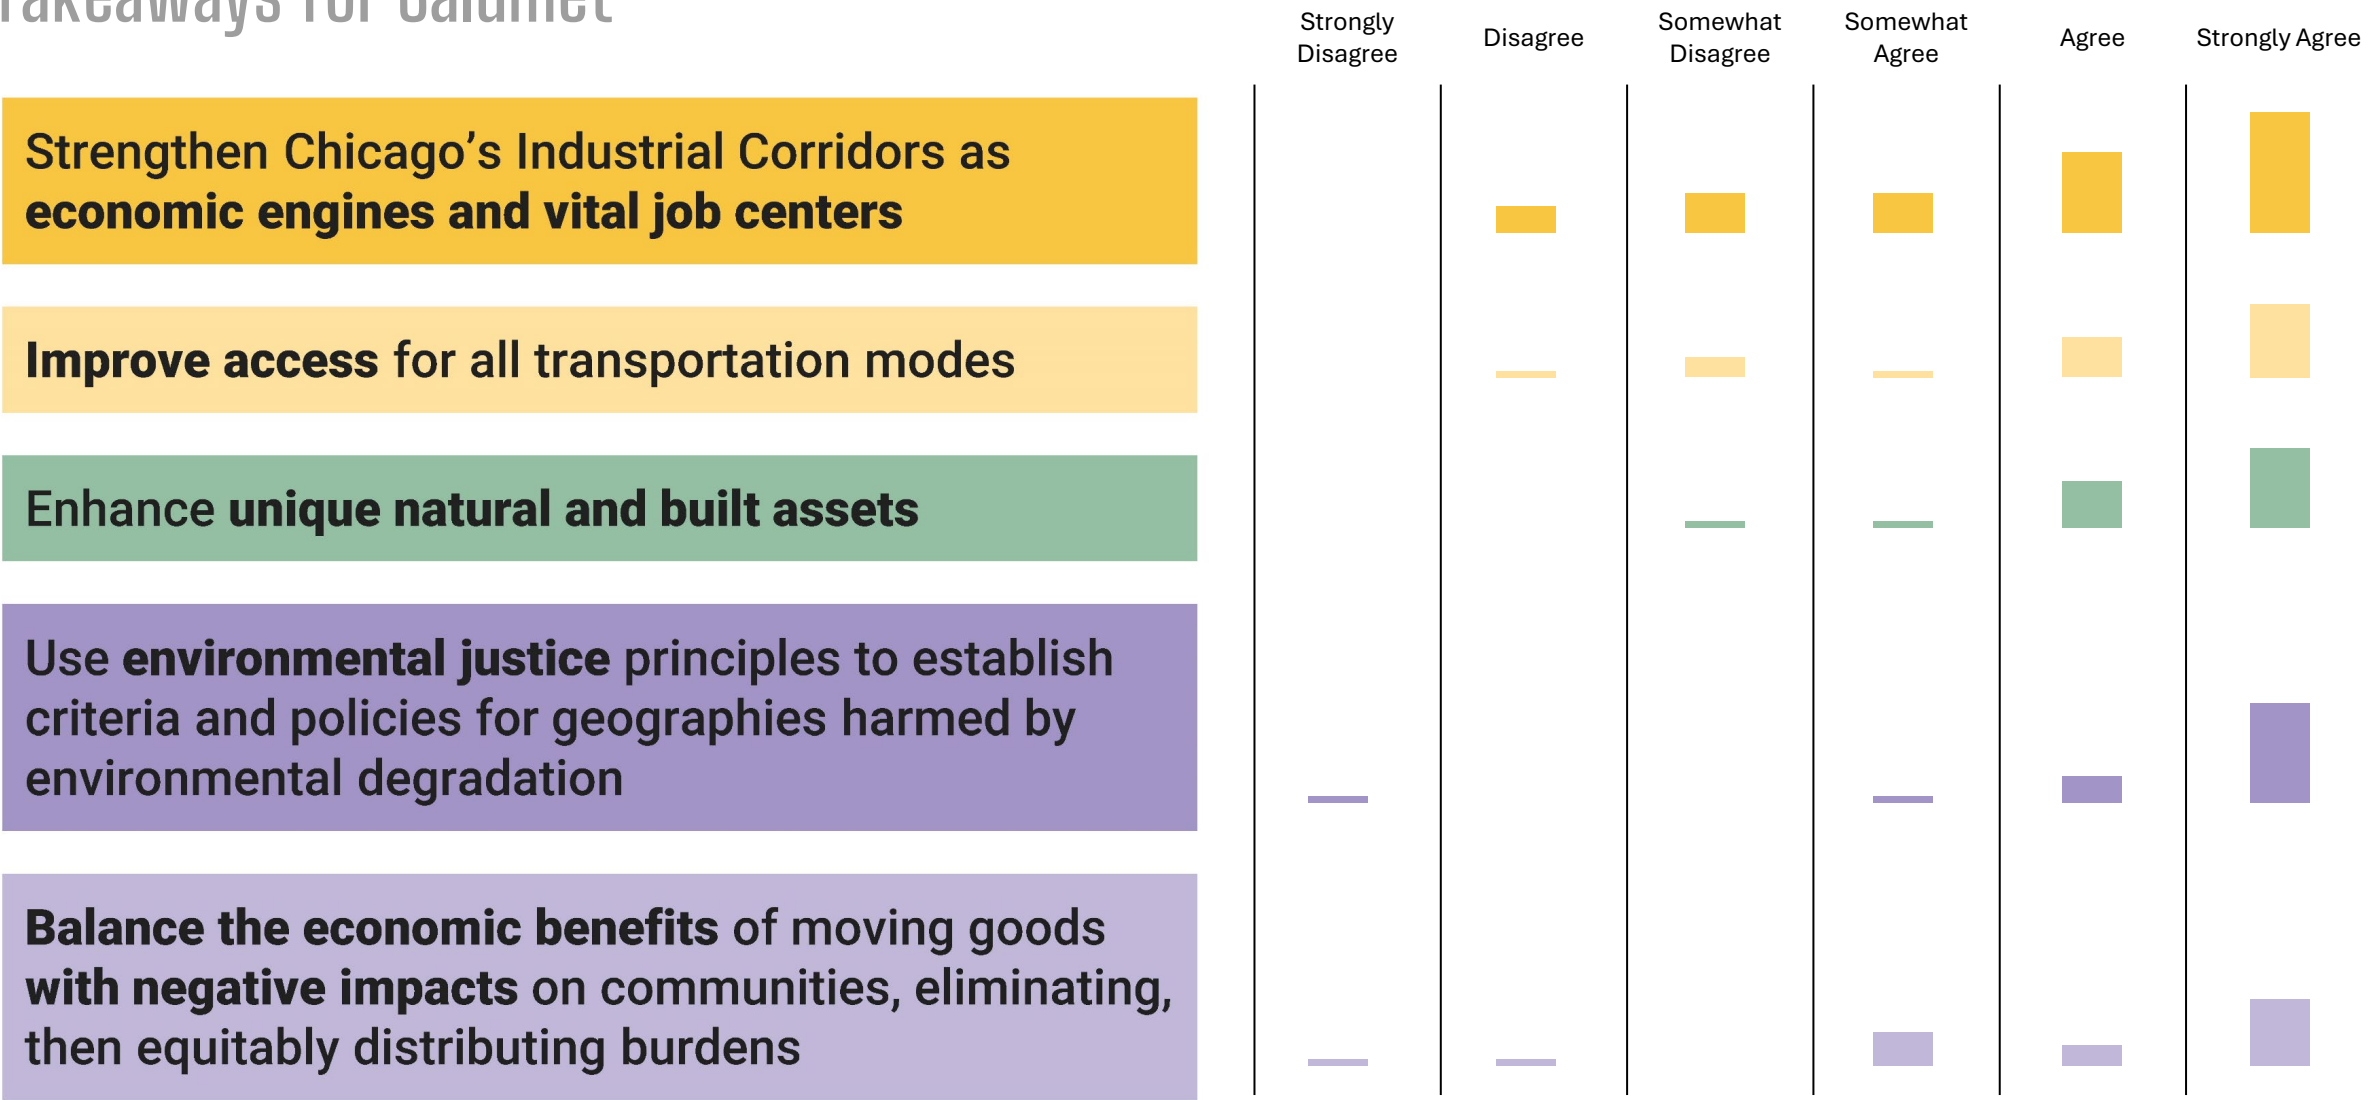 Takeaways for Calumet
Strongly
Disagree
Disagree
Somewhat
Disagree
Somewhat
Agree
Agree
Strongly Agree
Strengthen Chicago’s Industrial Corridors as
economic engines and vital job centers
Improve access for all transportation modes
Enhance unique natural and built assets
Use environmental justice principles to establish
criteria and policies for geographies harmed by
environmental degradation
Balance the economic benefits of moving goods
with negative impacts on communities, eliminating,
then equitably distributing burdens